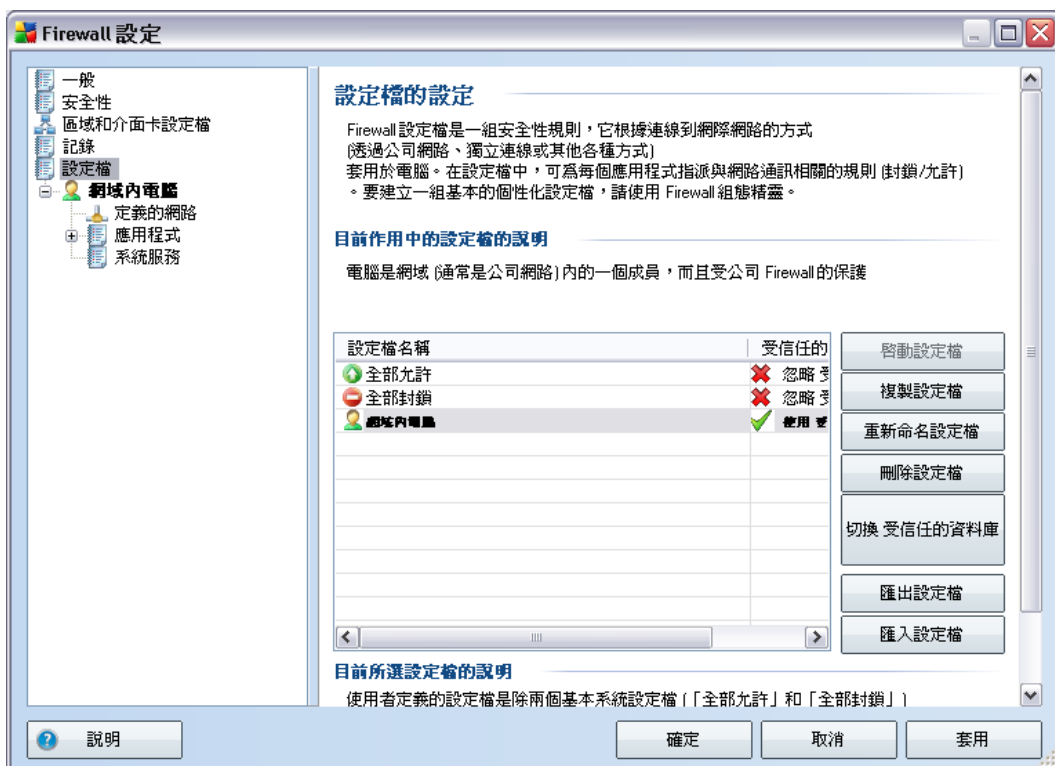 Firewall 設定
一般
安全性
區域和介面卡設定檔
記錄
設定檔
網域內電腦
定義的網路
應用程式
系統服務
設定檔的設定
Firewall 設定檔是一組安全性規則，它根據連線到網際網路的方式
(透過公司網路、獨立連線或其他各種方式)
套用於電腦。在設定檔中，可為每個應用程式指派與網路通訊相關的規則 (封鎖/允許)
。要建立一組基本的個性化設定檔，請使用 Firewall 組態精靈。
目前作用中的設定檔的說明
電腦是網域 (通常是公司網路) 內的一個成員，而且受公司 Firewall 的保護
設定檔名稱 受信任的
全部允許 忽略 受
全部封鎖 忽略 受
網域內電腦 使用 受
啓動設定檔
複製設定檔
重新命名設定檔
刪除設定檔
切換 受信任的資料庫
匯出設定檔
匯入設定檔
目前所選設定檔的說明
使用者定義的設定檔是除兩個基本系統設定檔 (「全部允許」和「全部封鎖」)
說明
確定
取消
套用